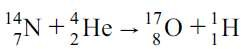 ¹⁴₇N + ⁴₂He → ¹⁷₈O + ¹₁H